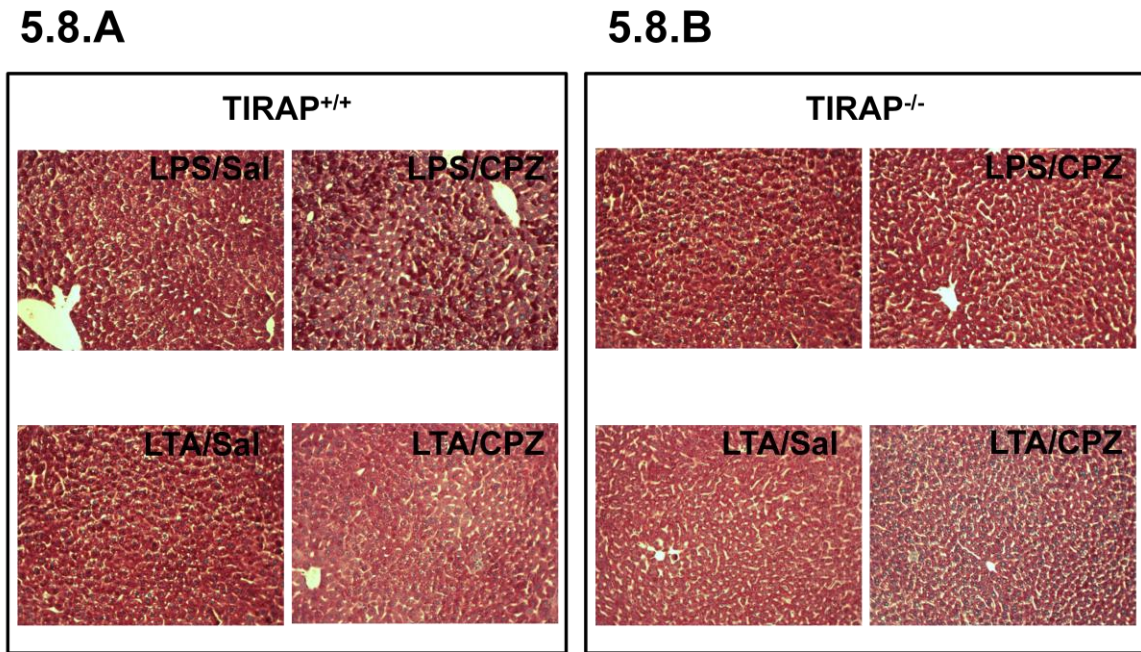 5.8.A
5.8.B
TIRAP+/+
LPS/Sal
LPS/CPZ
LTA/Sal
LTA/CPZ
TIRAP-/-
LPS/CPZ
LTA/Sal
LTA/CPZ